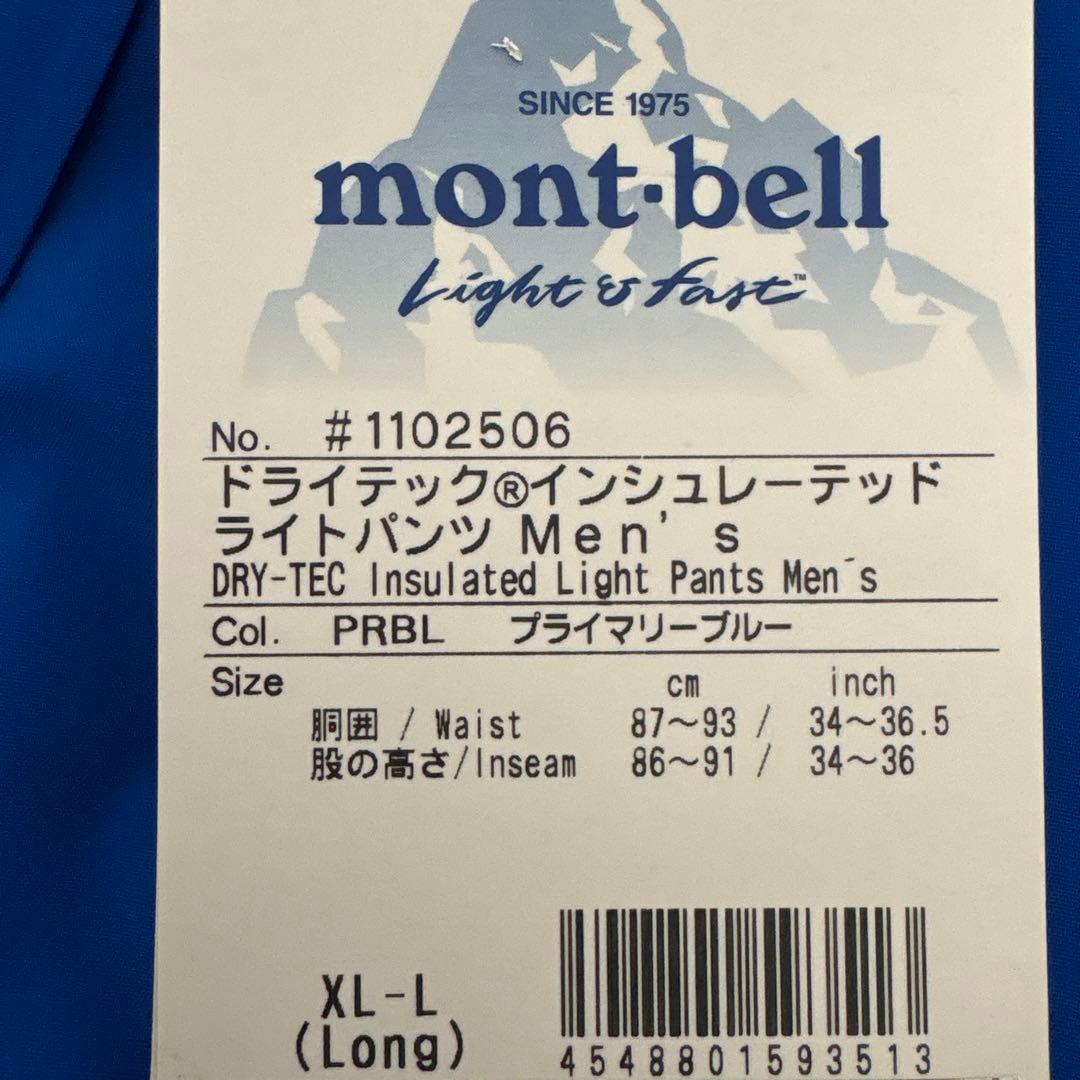 SINCE 1975
mont·bell
Light & Fast™
No. #1102506
ドライテック®インシュレーテッド
ライトパンツ Men's
DRY-TEC Insulated Light Pants Men´s
Col. PRBL プライマリーブルー
Size cm inch
胴囲 / Waist 87〜93 / 34〜36.5
股の高さ/Inseam 86〜91 / 34〜36
XL-L
(Long)
4548801593513